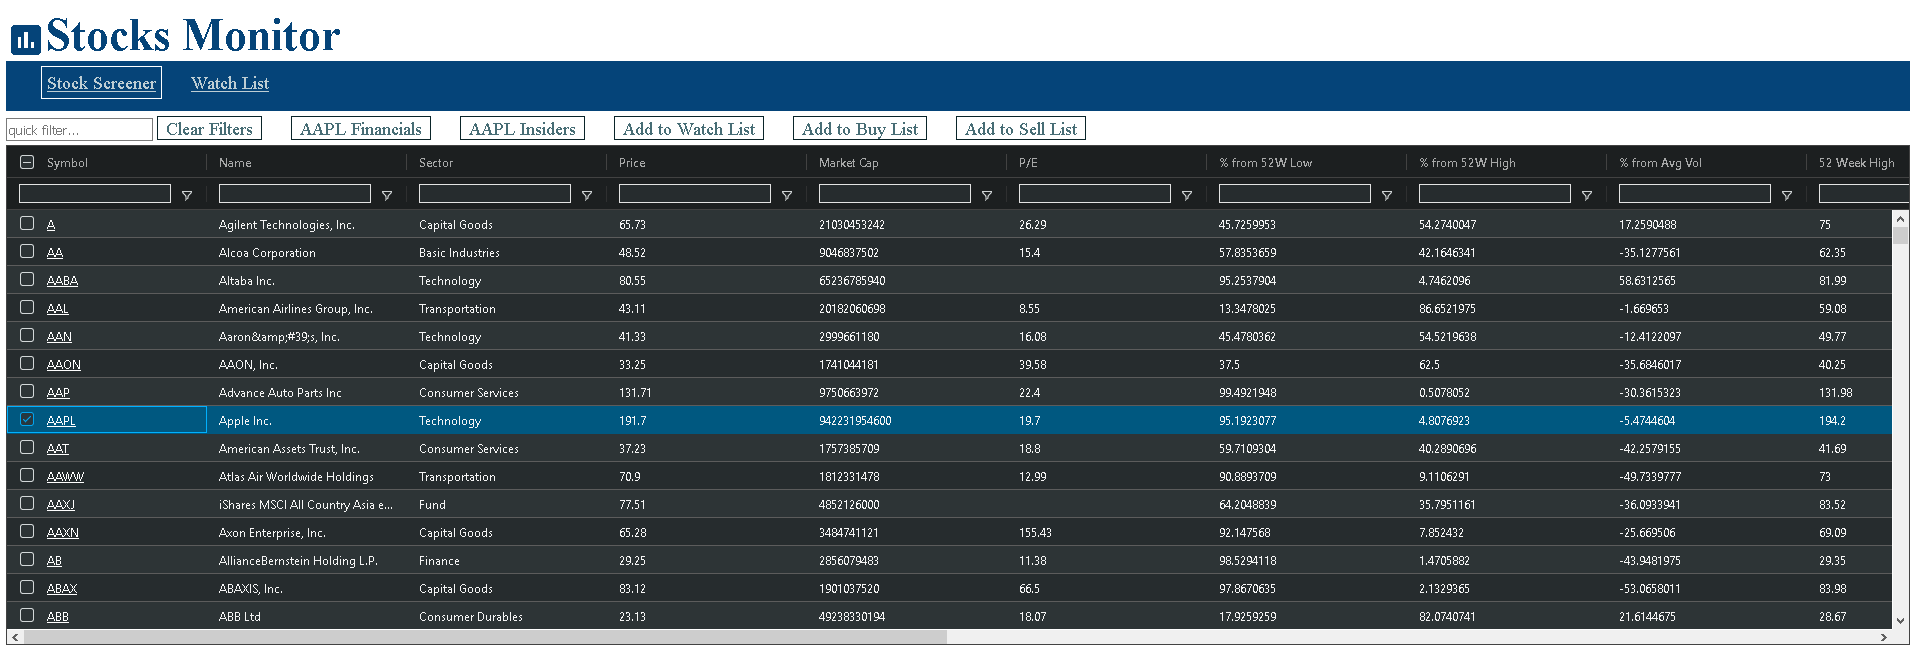 Stocks Monitor
Stock Screener Watch List
quick filter... Clear Filters AAPL Financials AAPL Insiders Add to Watch List Add to Buy List Add to Sell List
Symbol Name Sector Price Market Cap P/E % from 52W Low % from 52W High % from Avg Vol 52 Week High
A Agilent Technologies, Inc. Capital Goods 65.73 21030453242 26.29 45.7259953 54.2740047 17.2590488 75
AA Alcoa Corporation Basic Industries 48.52 9046837502 15.4 57.8353659 42.1646341 -35.1277561 62.35
AABA Altaba Inc. Technology 80.55 65236785940 95.2537904 4.7462096 58.6312565 81.99
AAL American Airlines Group, Inc. Transportation 43.11 20182060698 8.55 13.3478025 86.6521975 -1.669653 59.08
AAN Aaron&amp;#39;s, Inc. Technology 41.33 2999661180 16.08 45.4780362 54.5219638 -12.4122097 49.77
AAON AAON, Inc. Capital Goods 33.25 1741044181 39.58 37.5 62.5 -35.6846017 40.25
AAP Advance Auto Parts Inc Consumer Services 131.71 9750663972 22.4 99.4921948 0.5078052 -30.3615323 131.98
AAPL Apple Inc. Technology 191.7 942231954600 19.7 95.1923077 4.8076923 -5.4744604 194.2
AAT American Assets Trust, Inc. Consumer Services 37.23 1757385709 18.8 59.7109304 40.2890696 -42.2579155 41.69
AAWW Atlas Air Worldwide Holdings Transportation 70.9 1812331478 12.99 90.8893709 9.1106291 -49.7339777 73
AAXJ iShares MSCI All Country Asia e... Fund 77.51 4852126000 64.2048839 35.7951161 -36.0933941 83.52
AAXN Axon Enterprise, Inc. Capital Goods 65.28 3484741121 155.43 92.147568 7.852432 -25.669506 69.09
AB AllianceBernstein Holding L.P. Finance 29.25 2856079483 11.38 98.5294118 1.4705882 -43.9481975 29.35
ABAX ABAXIS, Inc. Capital Goods 83.12 1901037520 66.5 97.8670635 2.1329365 -53.0658011 83.98
ABB ABB Ltd Consumer Durables 23.13 49238330194 18.07 17.9259259 82.0740741 21.6144675 28.67